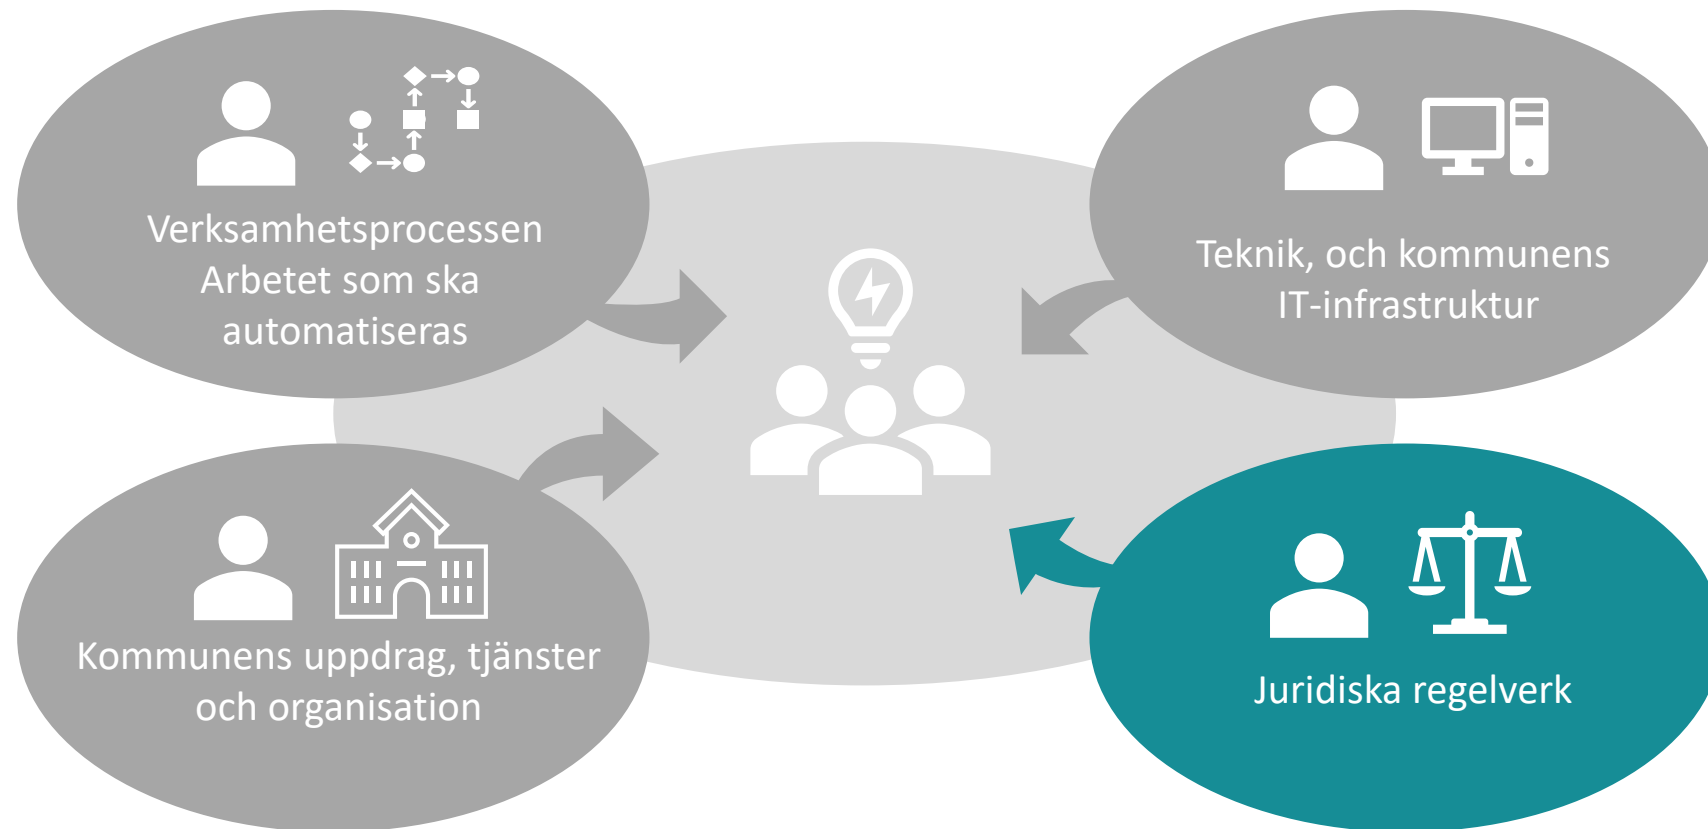 Verksamhetsprocessen
Arbetet som ska
automatiseras
Teknik, och kommunens
IT-infrastruktur
Kommunens uppdrag, tjänster
och organisation
Juridiska regelverk